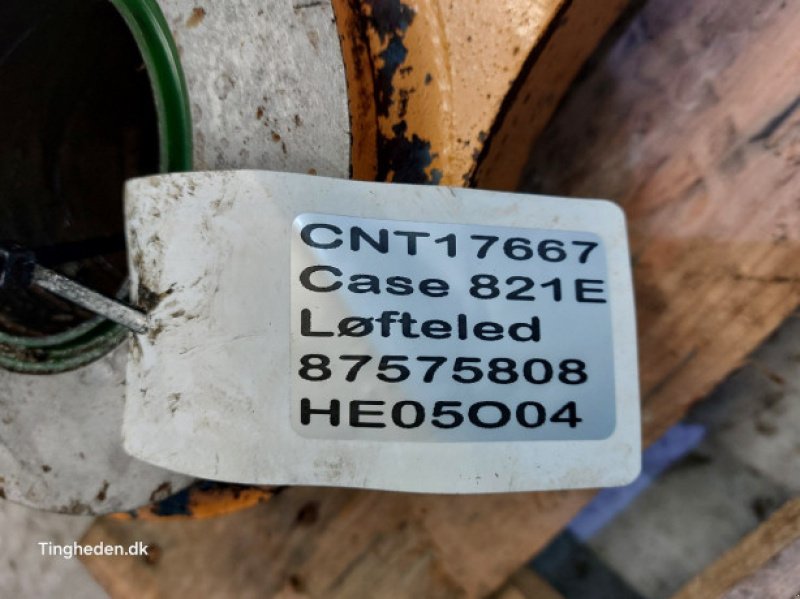 CNT17667
Case 821E
Løfteled
87575808
HE05O04
Tingheden.dk